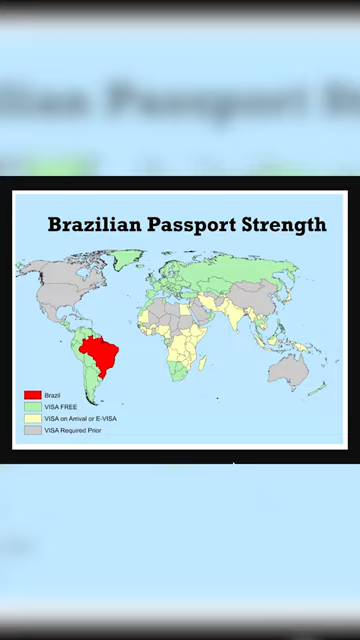 Brazilian Passport Strength
Brazil
VISA FREE
VISA on Arrival or E-VISA
VISA Required Prior